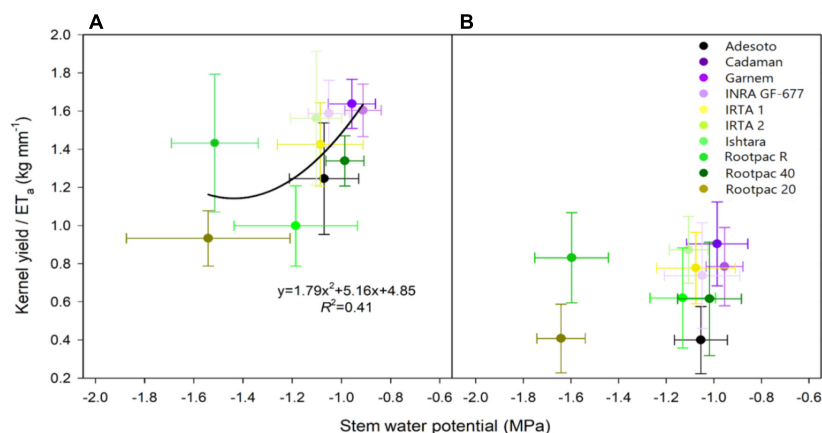 A
B
Kernel yield / ETa (kg mm-1)
2.0
1.8
1.6
1.4
1.2
1.0
0.8
0.6
0.4
0.2
y=1.79x2+5.16x+4.85
R2=0.41
Adesoto
Cadaman
Garnem
INRA GF-677
IRTA 1
IRTA 2
Ishtara
Rootpac R
Rootpac 40
Rootpac 20
-2.0 -1.8 -1.6 -1.4 -1.2 -1.0 -0.8 -0.6
-2.0 -1.8 -1.6 -1.4 -1.2 -1.0 -0.8 -0.6
Stem water potential (MPa)